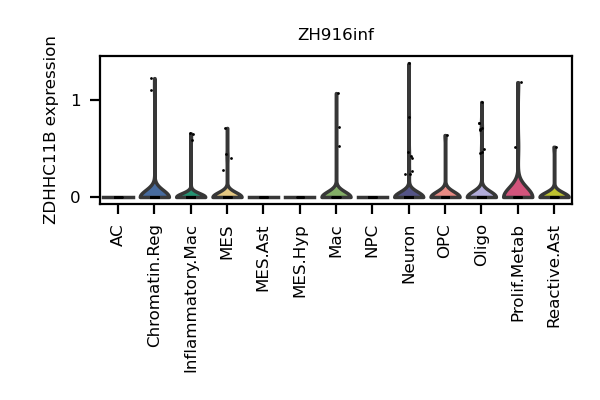 ZH916inf
ZDHHC11B expression
1
0
AC
Chromatin.Reg
Inflammatory.Mac
MES
MES.Ast
MES.Hyp
Mac
NPC
Neuron
OPC
Oligo
Prolif.Metab
Reactive.Ast